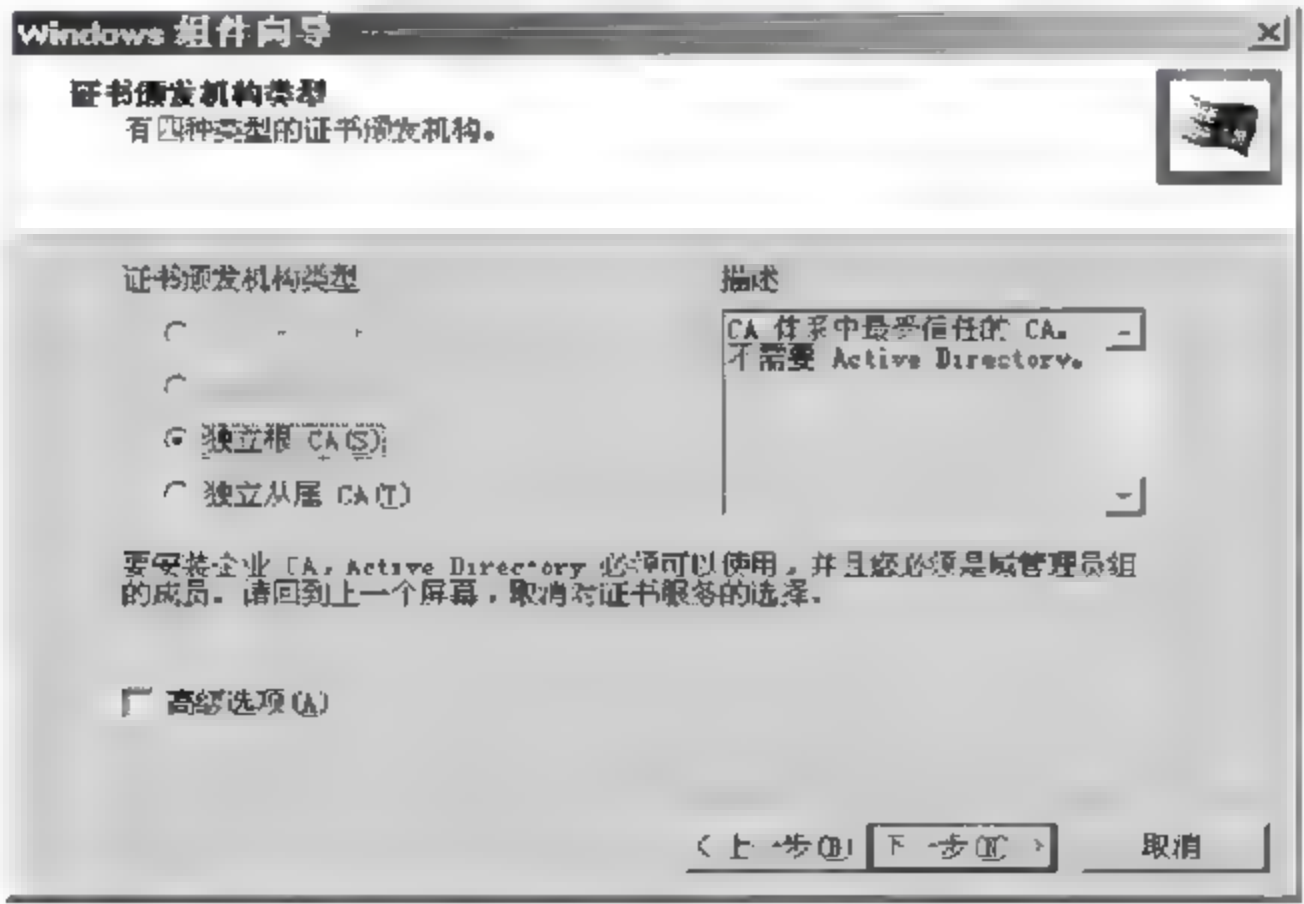 Windows 组件向导
证书颁发机构类型
有四种类型的证书颁发机构。
证书颁发机构类型
描述
CA 体系中最受信任的 CA。
不需要 Active Directory。
独立根 CA(S)
独立从属 CA(T)
要安装企业 CA，Active Directory 必须可以使用，并且您必须是域管理员组
的成员。请回到上一个屏幕，取消对证书服务的选择。
高级选项(A)
< 上一步(B)
下一步(N) >
取消